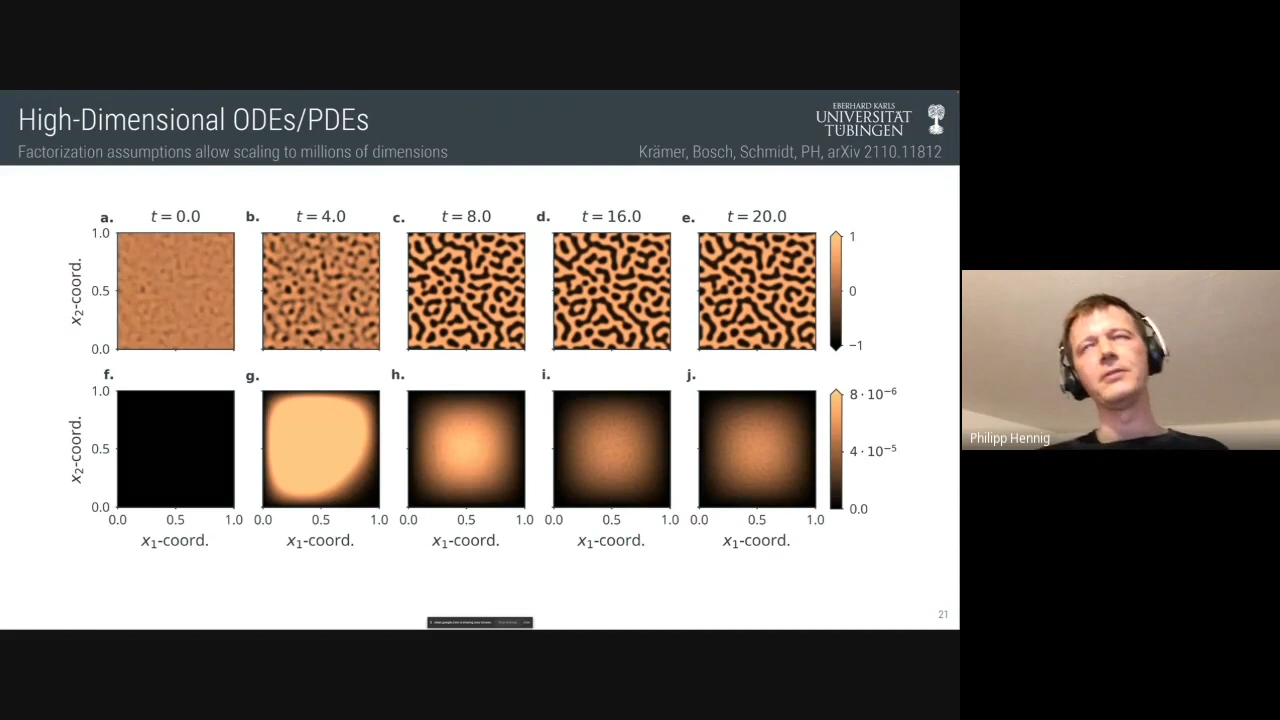 High-Dimensional ODEs/PDEs
EBERHARD KARLS
UNIVERSITÄT
TÜBINGEN
Factorization assumptions allow scaling to millions of dimensions
Krämer, Bosch, Schmidt, PH, arXiv 2110.11812
a. t = 0.0 b. t = 4.0 c. t = 8.0 d. t = 16.0 e. t = 20.0
1.0 0.5 0.0
x₂-coord.
1 0 −1
f. g. h. i. j.
1.0 0.5 0.0
x₂-coord.
8 · 10⁻⁶ 4 · 10⁻⁵ 0.0
0.0 0.5 1.0 0.0 0.5 1.0 0.0 0.5 1.0 0.0 0.5 1.0 0.0 0.5 1.0
x₁-coord. x₁-coord. x₁-coord. x₁-coord. x₁-coord.
Philipp Hennig
21